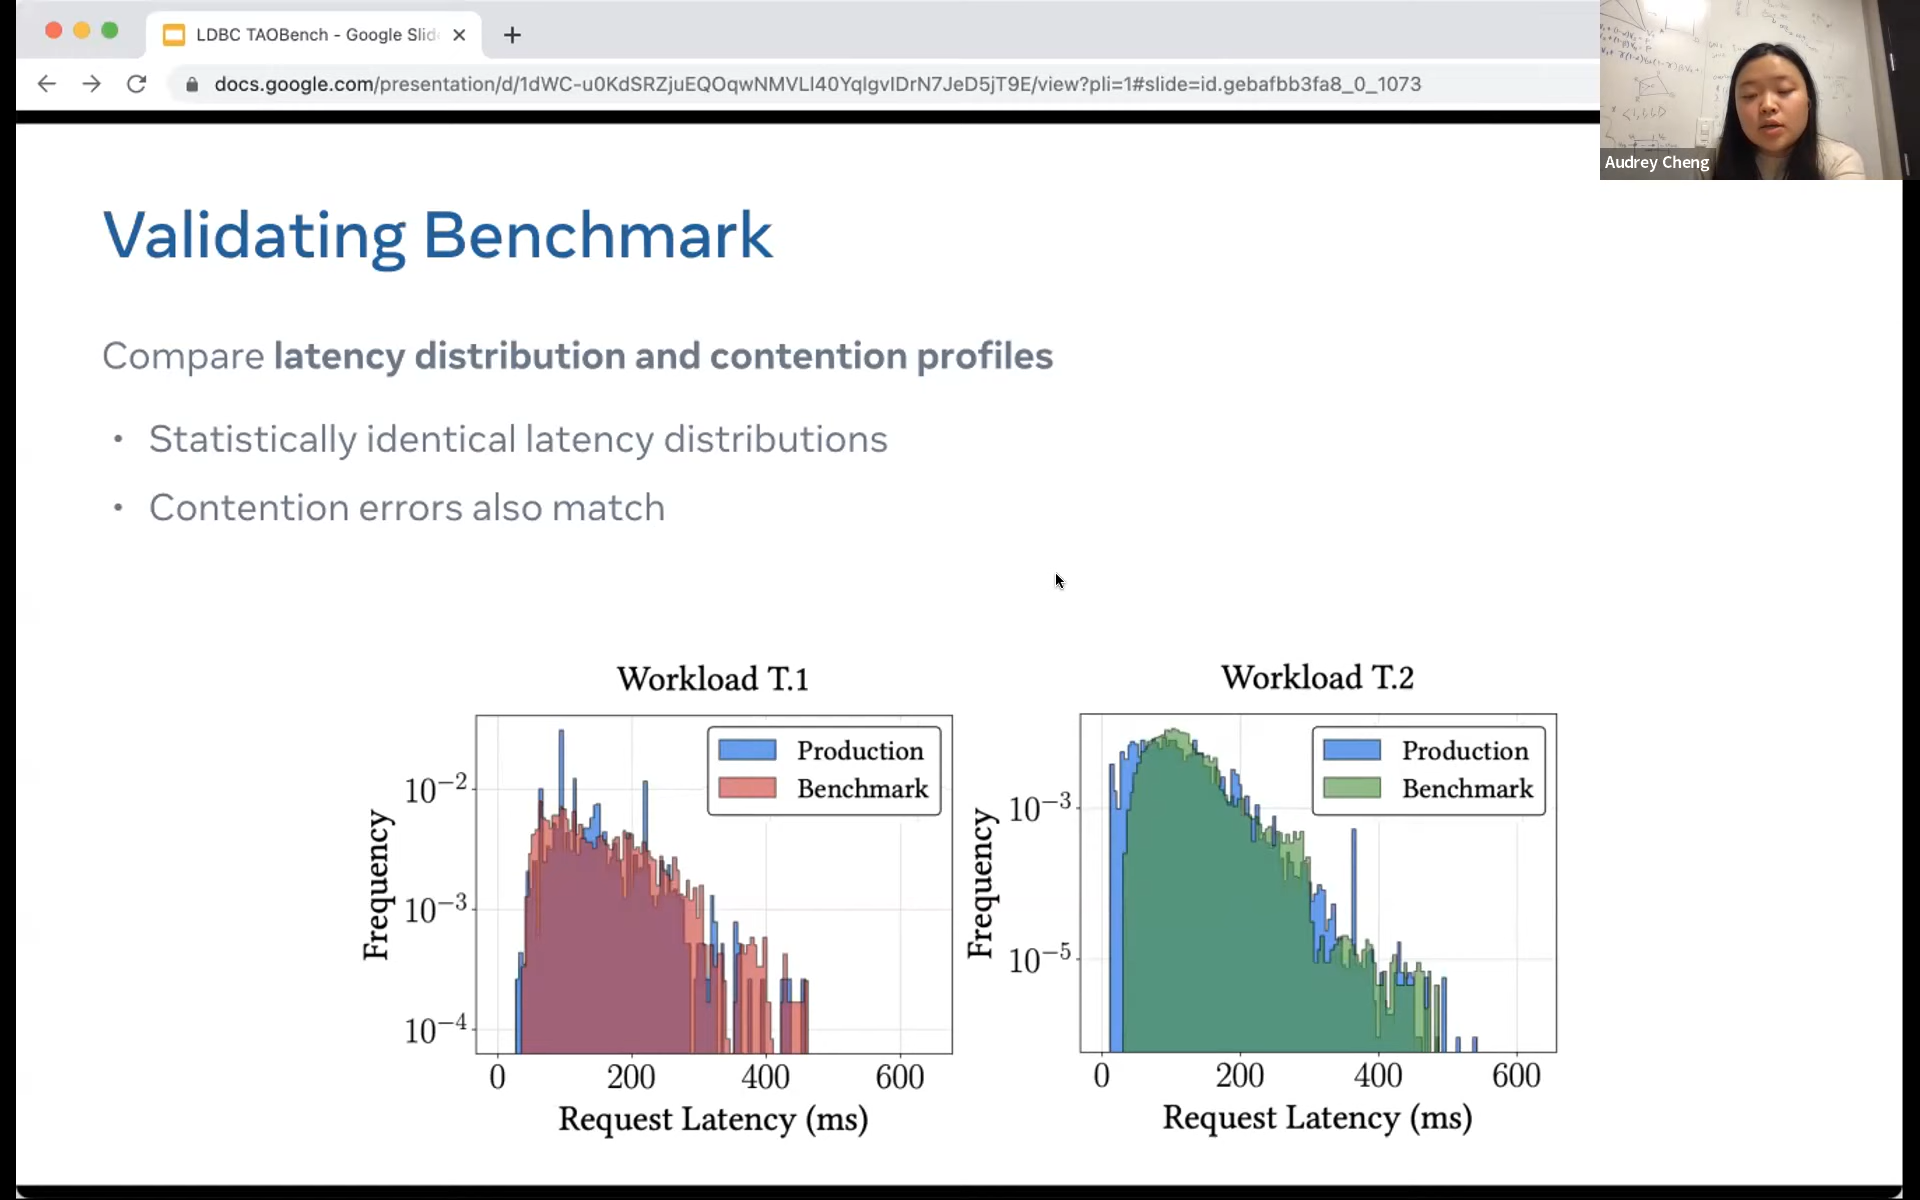 LDBC TAOBench - Google Slid
docs.google.com/presentation/d/1dWC-u0KdSRZjuEQOqwNMVLl40YqlgvIDrN7JeD5jT9E/view?pli=1#slide=id.gebafbb3fa8_0_1073
Audrey Cheng
Validating Benchmark
Compare latency distribution and contention profiles
• Statistically identical latency distributions
• Contention errors also match
Workload T.1
Production
Benchmark
10−2
10−3
10−4
Frequency
0 200 400 600
Request Latency (ms)
Workload T.2
Production
Benchmark
10−3
10−5
Frequency
0 200 400 600
Request Latency (ms)